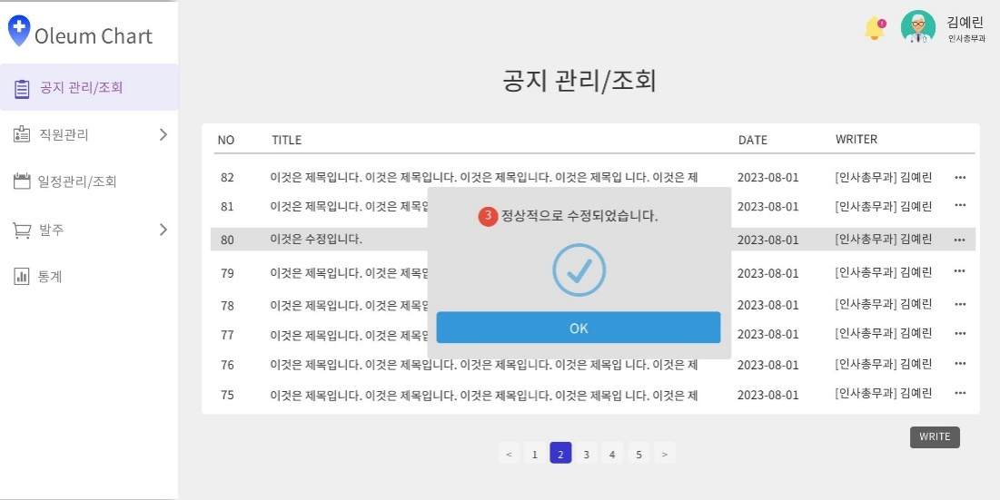 Oleum Chart
김예린
인사총무과
공지 관리/조회
직원관리
일정관리/조회
발주
통계
공지 관리/조회
NO TITLE DATE WRITER
82 이것은 제목입니다. 이것은 제목입니다. 이것은 제목입니다. 이것은 제목입 니다. 이것은 제 2023-08-01 [인사총무과] 김예린 •••
81 이것은 제목입니다. 이것은 제목입 2023-08-01 [인사총무과] 김예린 •••
3 정상적으로 수정되었습니다.
80 이것은 수정입니다. 2023-08-01 [인사총무과] 김예린 •••
79 이것은 제목입니다. 이것은 제목입 2023-08-01 [인사총무과] 김예린 •••
78 이것은 제목입니다. 이것은 제목입 2023-08-01 [인사총무과] 김예린 •••
OK
77 이것은 제목입니다. 이것은 제목입 2023-08-01 [인사총무과] 김예린 •••
76 이것은 제목입니다. 이것은 제목입니다. 이것은 제목입니다. 이것은 제목입 니다. 이것은 제 2023-08-01 [인사총무과] 김예린 •••
75 이것은 제목입니다. 이것은 제목입니다. 이것은 제목입니다. 이것은 제목입 니다. 이것은 제 2023-08-01 [인사총무과] 김예린 •••
WRITE
< 1 2 3 4 5 >